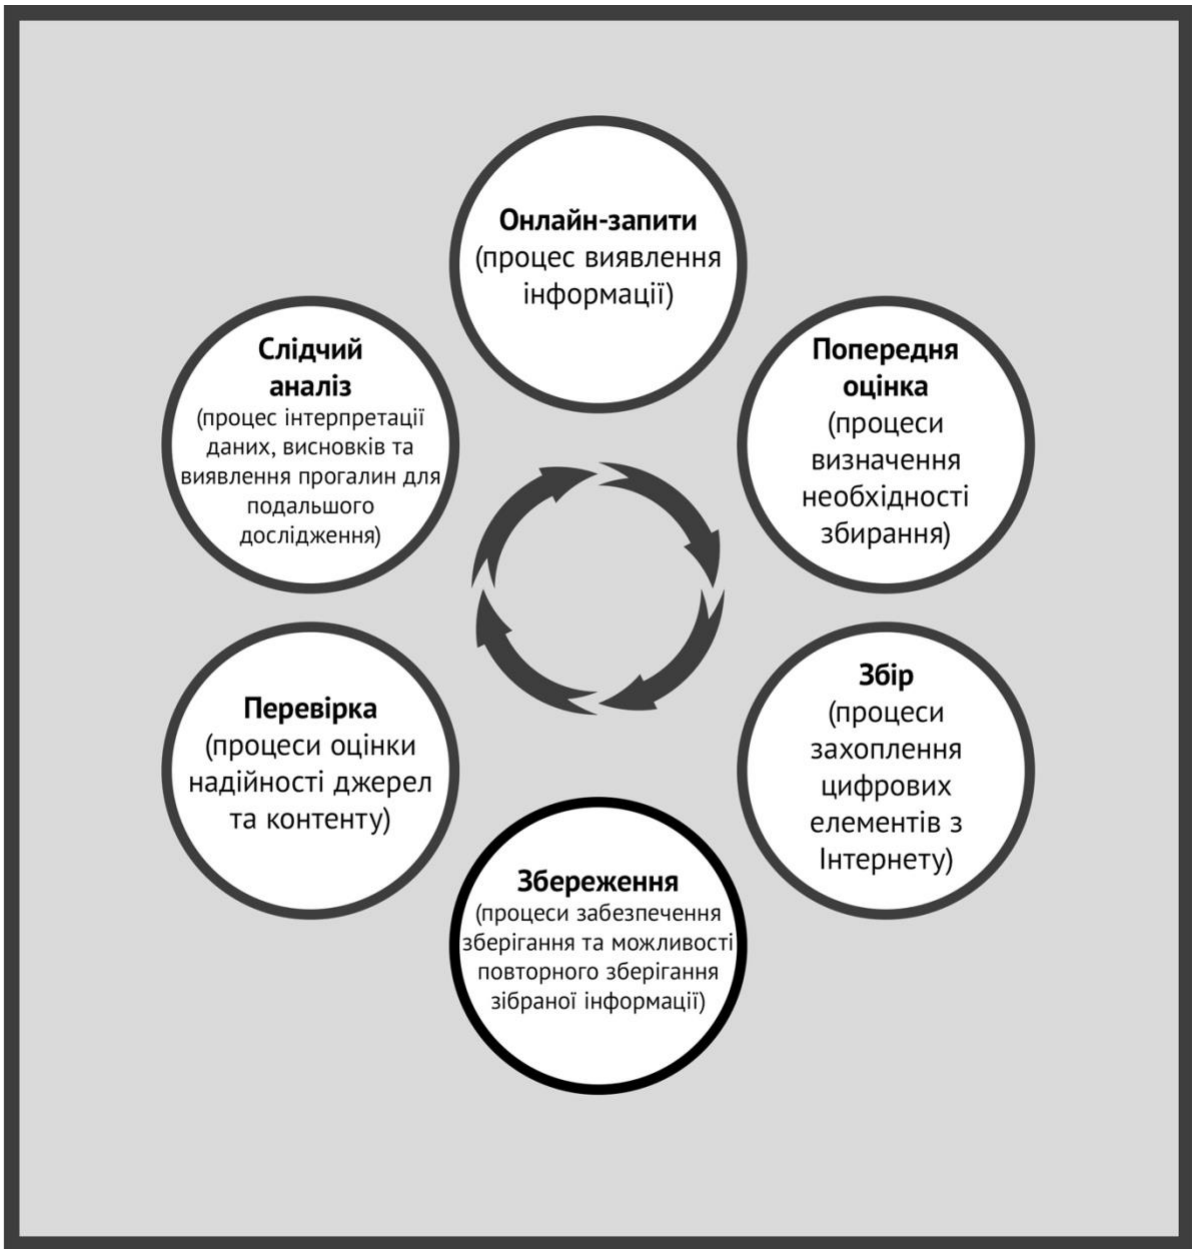 Онлайн-запити
(процес виявлення
інформації)
Попередня
оцінка
(процеси
визначення
необхідності
збирання)
Збір
(процеси
захоплення
цифрових
елементів з
Інтернету)
Збереження
(процеси забезпечення
зберігання та можливості
повторного зберігання
зібраної інформації)
Перевірка
(процеси оцінки
надійності джерел
та контенту)
Слідчий
аналіз
(процес інтерпретації
даних, висновків та
виявлення прогалин для
подальшого
дослідження)